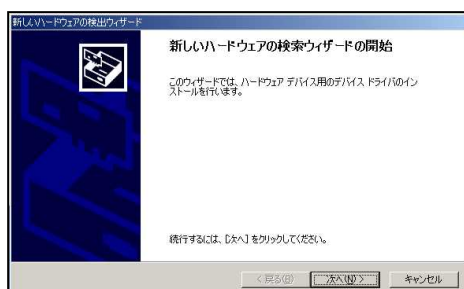 新しいハードウェアの検出ウィザード
新しいハードウェアの検索ウィザードの開始
このウィザードでは、ハードウェア デバイス用のデバイス ドライバのイン
ストールを行います。
続行するには、[次へ] をクリックしてください。
< 戻る(B)
次へ(N) >
キャンセル